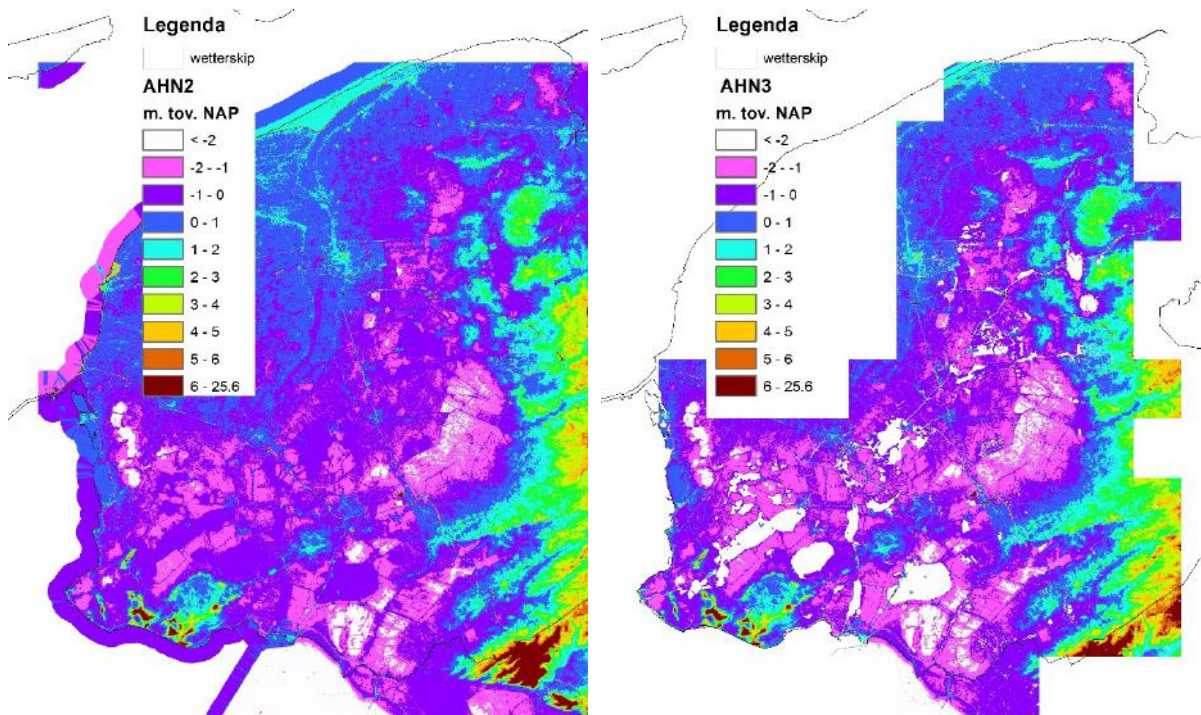 Legenda
wetterskip
AHN2
m. tov. NAP
< -2
-2 - -1
-1 - 0
0 - 1
1 - 2
2 - 3
3 - 4
4 - 5
5 - 6
6 - 25.6
Legenda
wetterskip
AHN3
m. tov. NAP
< -2
-2 - -1
-1 - 0
0 - 1
1 - 2
2 - 3
3 - 4
4 - 5
5 - 6
6 - 25.6